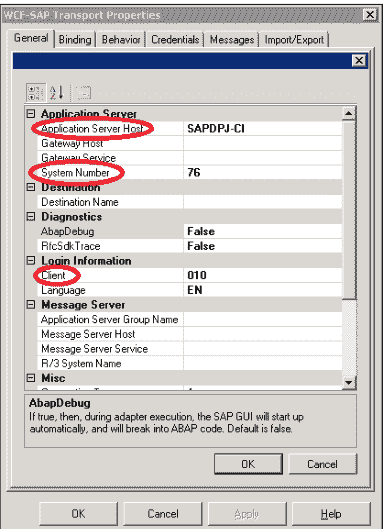 WCF-SAP Transport Properties
General Binding Behavior Credentials Messages Import/Export
Application Server
Application Server Host SAPDPJ-CI
Gateway Host
Gateway Service
System Number 76
Destination
Destination Name
Diagnostics
AbapDebug False
RfcSdkTrace False
Login Information
Client 010
Language EN
Message Server
Application Server Group Name
Message Server Host
Message Server Service
R/3 System Name
Misc
AbapDebug
If true, then, during adapter execution, the SAP GUI will start up
automatically, and will break into ABAP code. Default is false.
OK Cancel
OK Cancel Apply Help